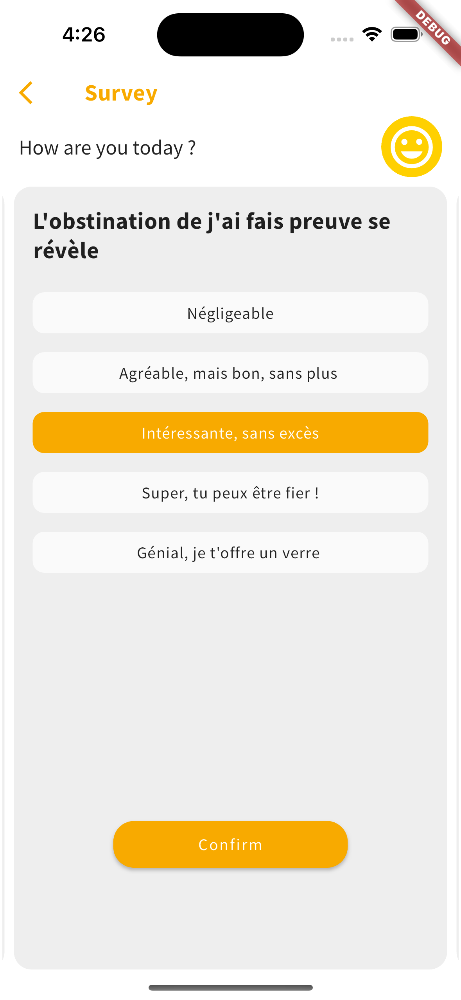 4:26
DEBUG
Survey
How are you today ?
L'obstination de j'ai fais preuve se
révèle
Négligeable
Agréable, mais bon, sans plus
Intéressante, sans excès
Super, tu peux être fier !
Génial, je t'offre un verre
Confirm